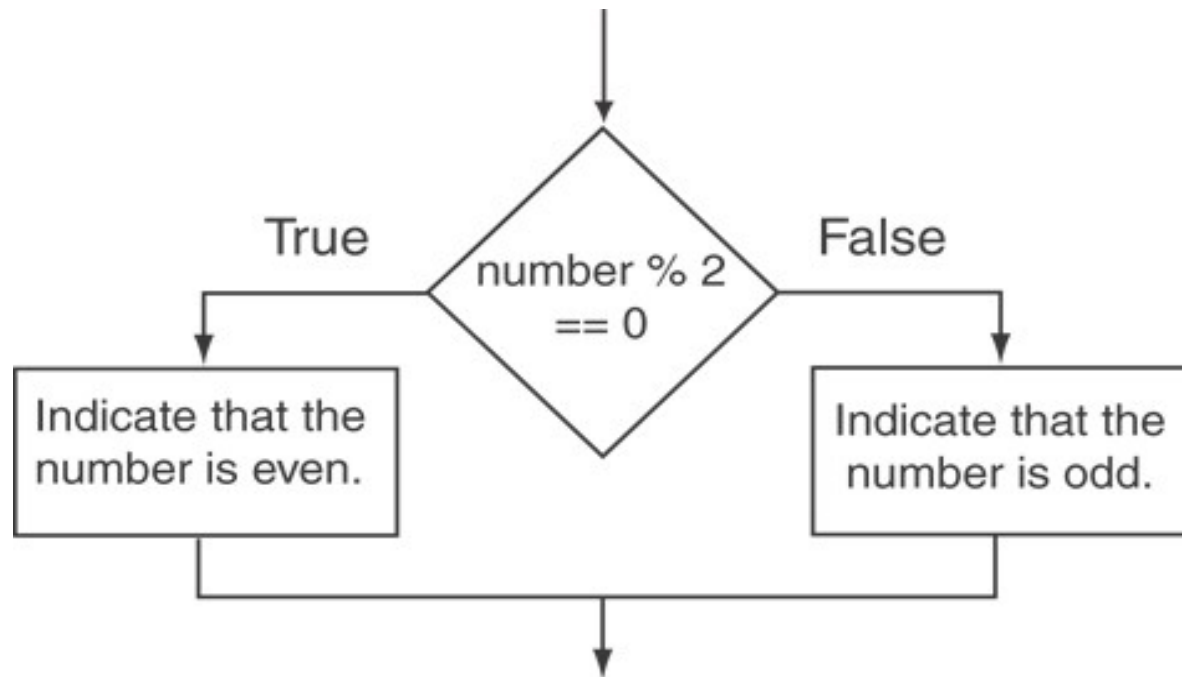 True
False
number % 2
== 0
Indicate that the
number is even.
Indicate that the
number is odd.